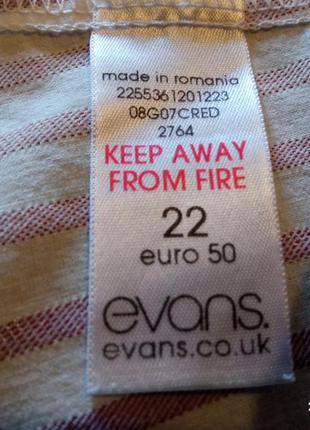 made in romania
2255361201223
08G07CRED
2764
KEEP AWAY
FROM FIRE
22
euro 50
evans.
evans.co.uk